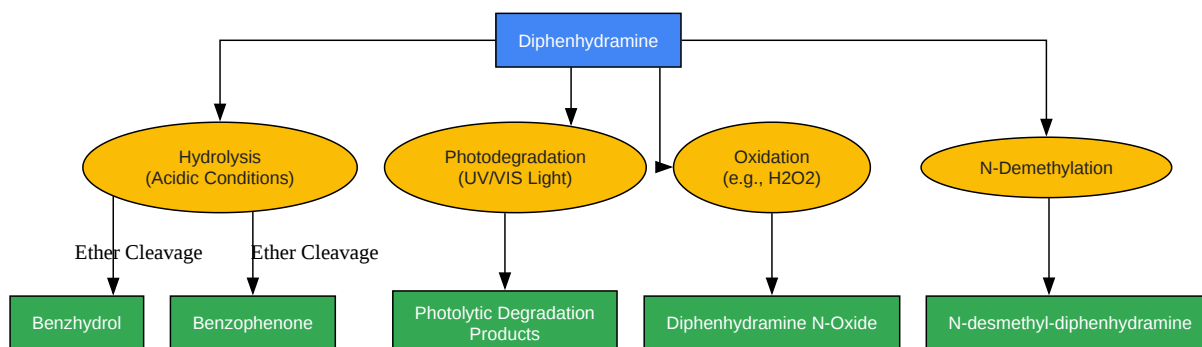 Diphenhydramine
Hydrolysis
(Acidic Conditions)
Photodegradation
(UV/VIS Light)
Oxidation
(e.g., H2O2)
N-Demethylation
Ether Cleavage
Ether Cleavage
Benzhydrol
Benzophenone
Photolytic Degradation
Products
Diphenhydramine N-Oxide
N-desmethyl-diphenhydramine